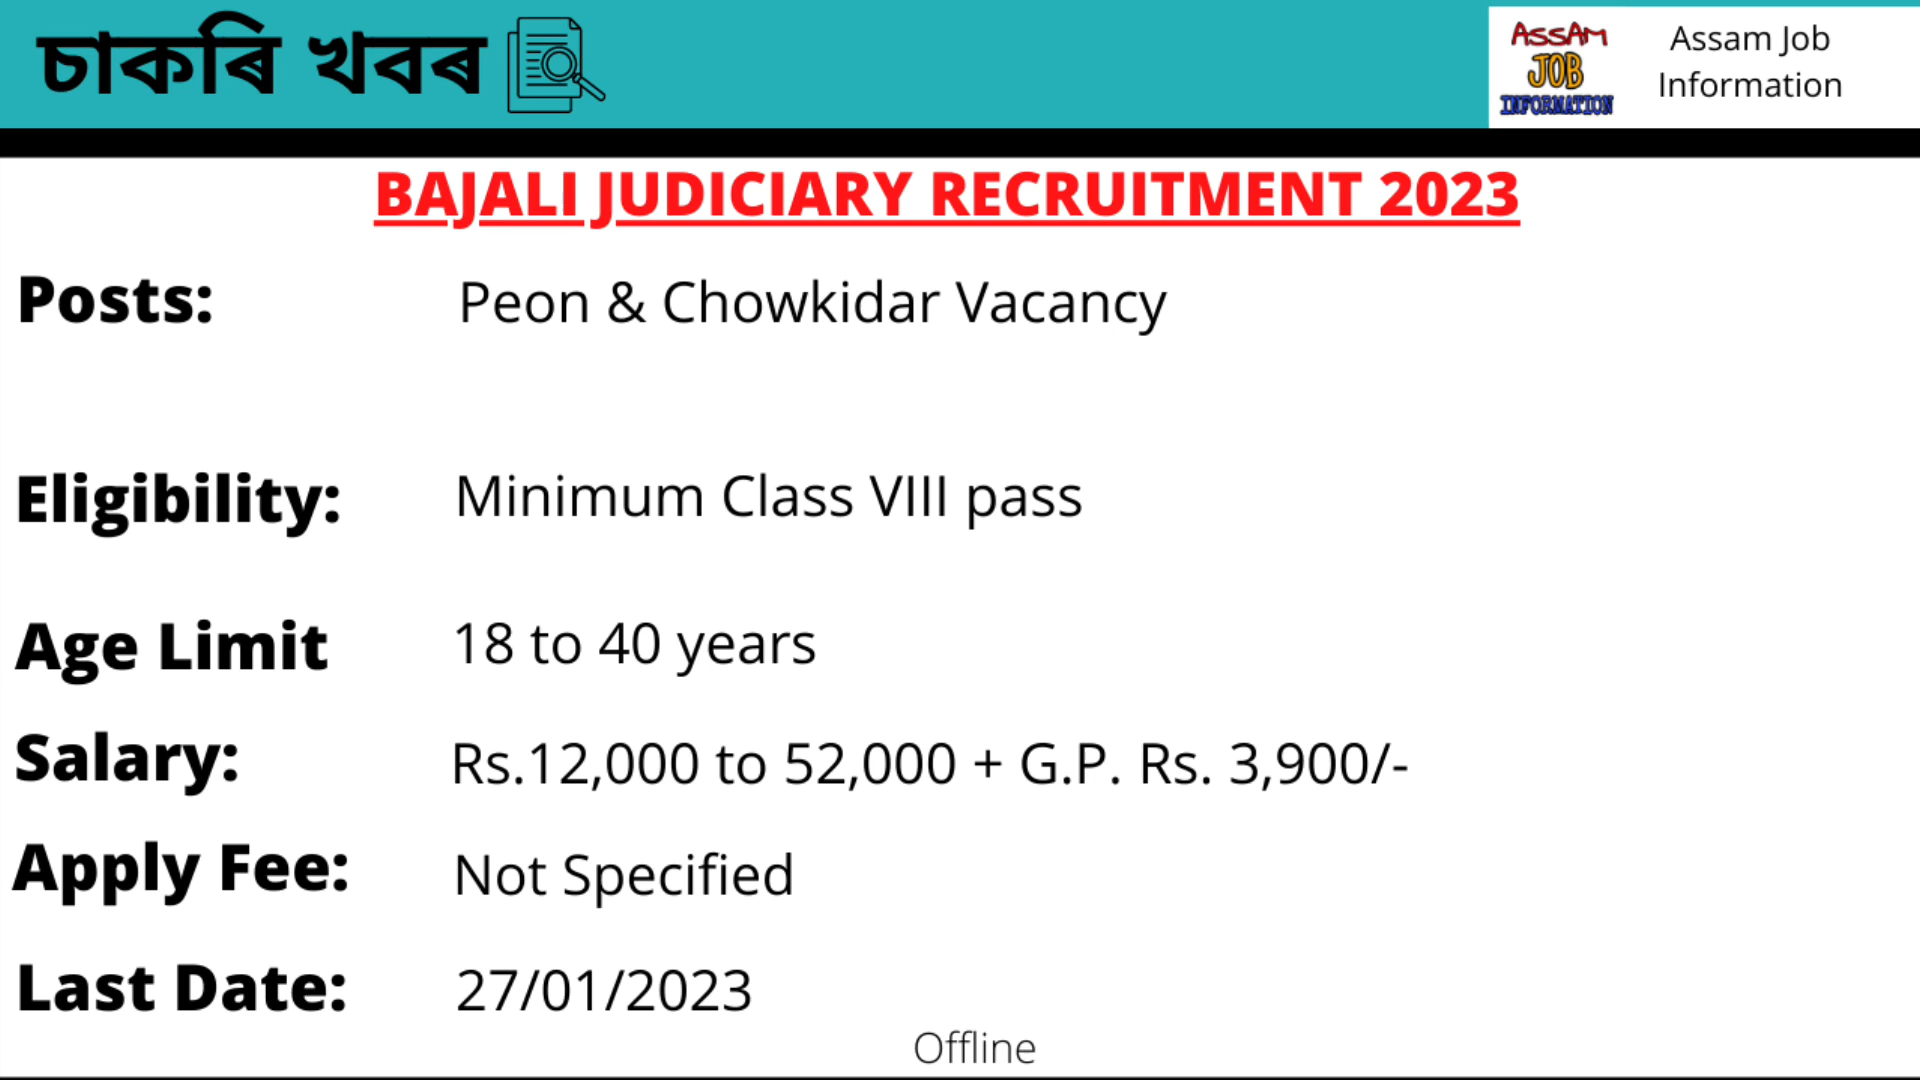 চাকৰি খবৰ
ASSAM
JOB
INFORMATION
Assam Job
Information
BAJALI JUDICIARY RECRUITMENT 2023
Posts: Peon & Chowkidar Vacancy
Eligibility: Minimum Class VIII pass
Age Limit 18 to 40 years
Salary: Rs.12,000 to 52,000 + G.P. Rs. 3,900/-
Apply Fee: Not Specified
Last Date: 27/01/2023
Offline